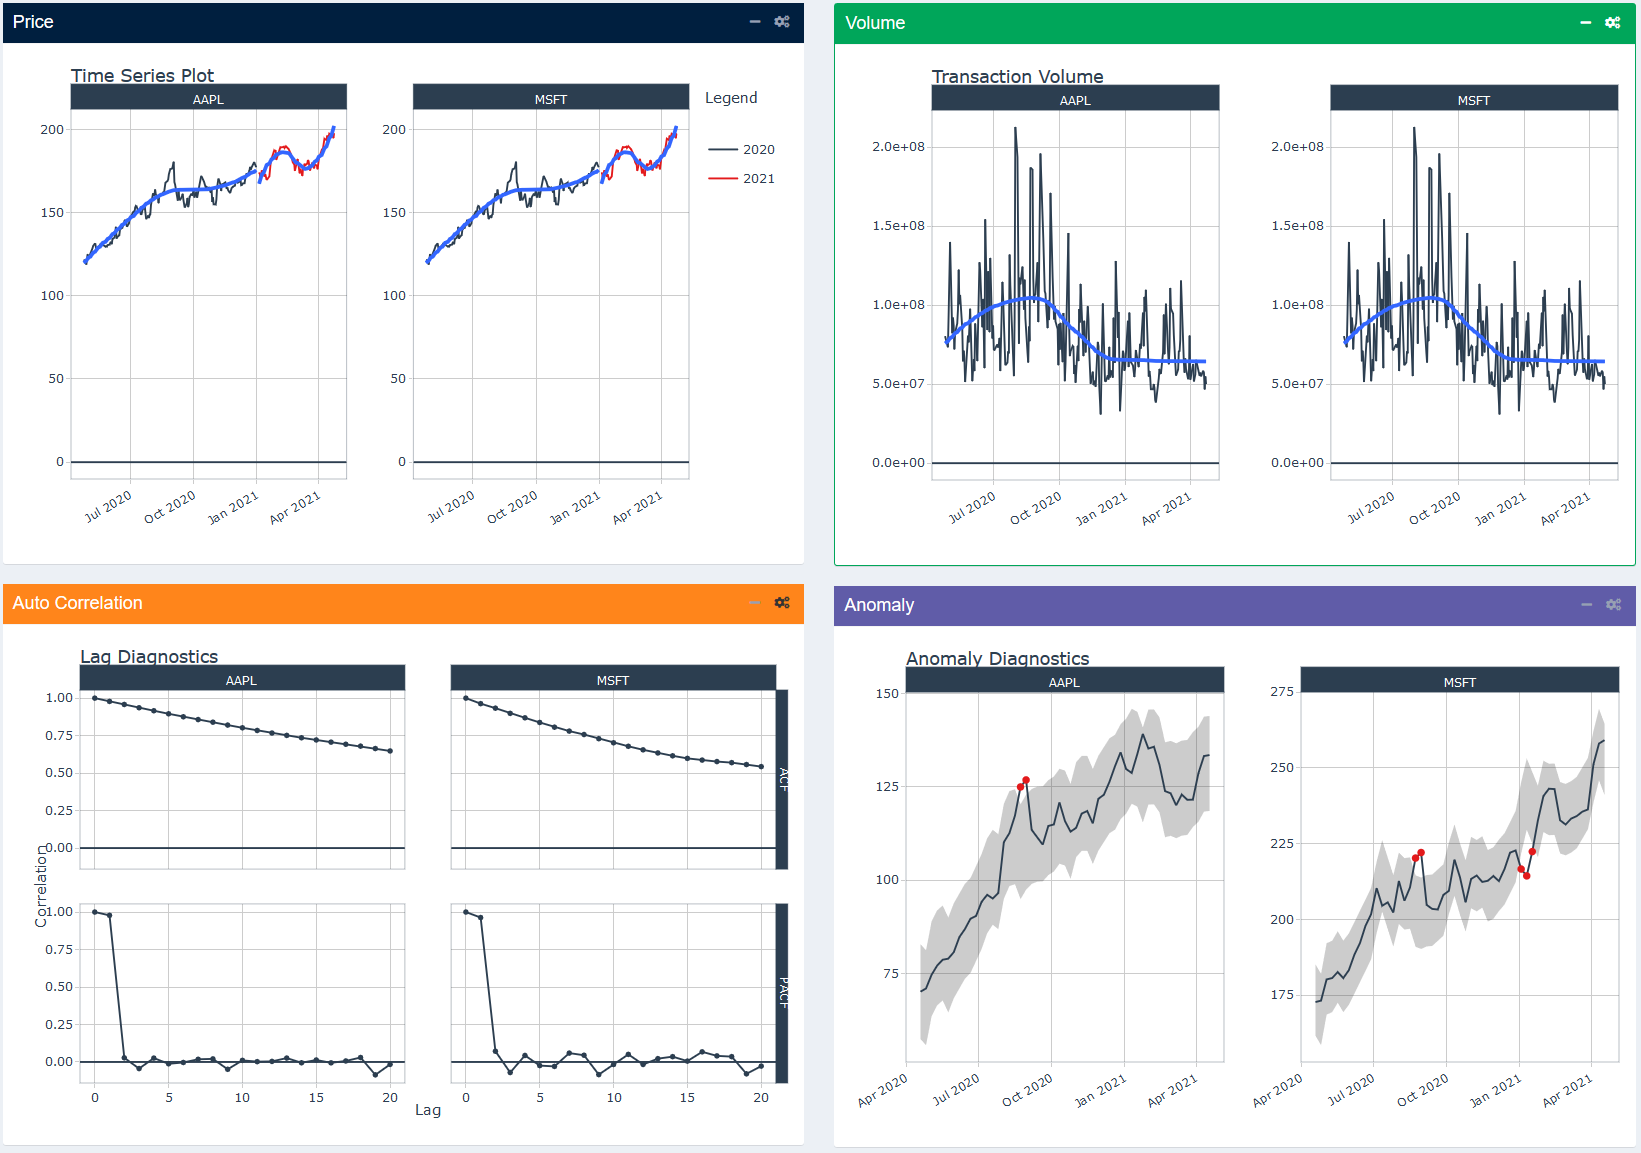 Price
Time Series Plot
AAPL
MSFT
Legend
2020
2021
200
150
100
50
0
200
150
100
50
0
Jul 2020
Oct 2020
Jan 2021
Apr 2021
Jul 2020
Oct 2020
Jan 2021
Apr 2021
Volume
Transaction Volume
AAPL
MSFT
2.0e+08
1.5e+08
1.0e+08
5.0e+07
0.0e+00
2.0e+08
1.5e+08
1.0e+08
5.0e+07
0.0e+00
Jul 2020
Oct 2020
Jan 2021
Apr 2021
Jul 2020
Oct 2020
Jan 2021
Apr 2021
Auto Correlation
Lag Diagnostics
AAPL
MSFT
1.00
0.75
0.50
0.25
0.00
ACF
Correlation
1.00
0.75
0.50
0.25
0.00
PACF
0
5
10
15
20
0
5
10
15
20
Lag
Anomaly
Anomaly Diagnostics
AAPL
MSFT
150
125
100
75
275
250
225
200
175
Apr 2020
Jul 2020
Oct 2020
Jan 2021
Apr 2021
Apr 2020
Jul 2020
Oct 2020
Jan 2021
Apr 2021